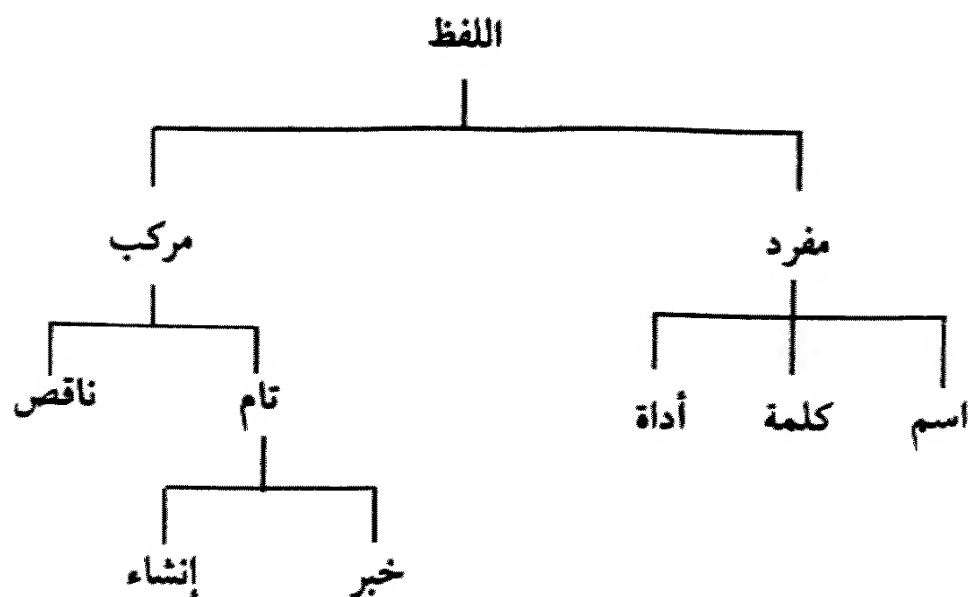 اللفظ
مفرد
مركب
اسم
كلمة
أداة
تام
ناقص
خبر
إنشاء